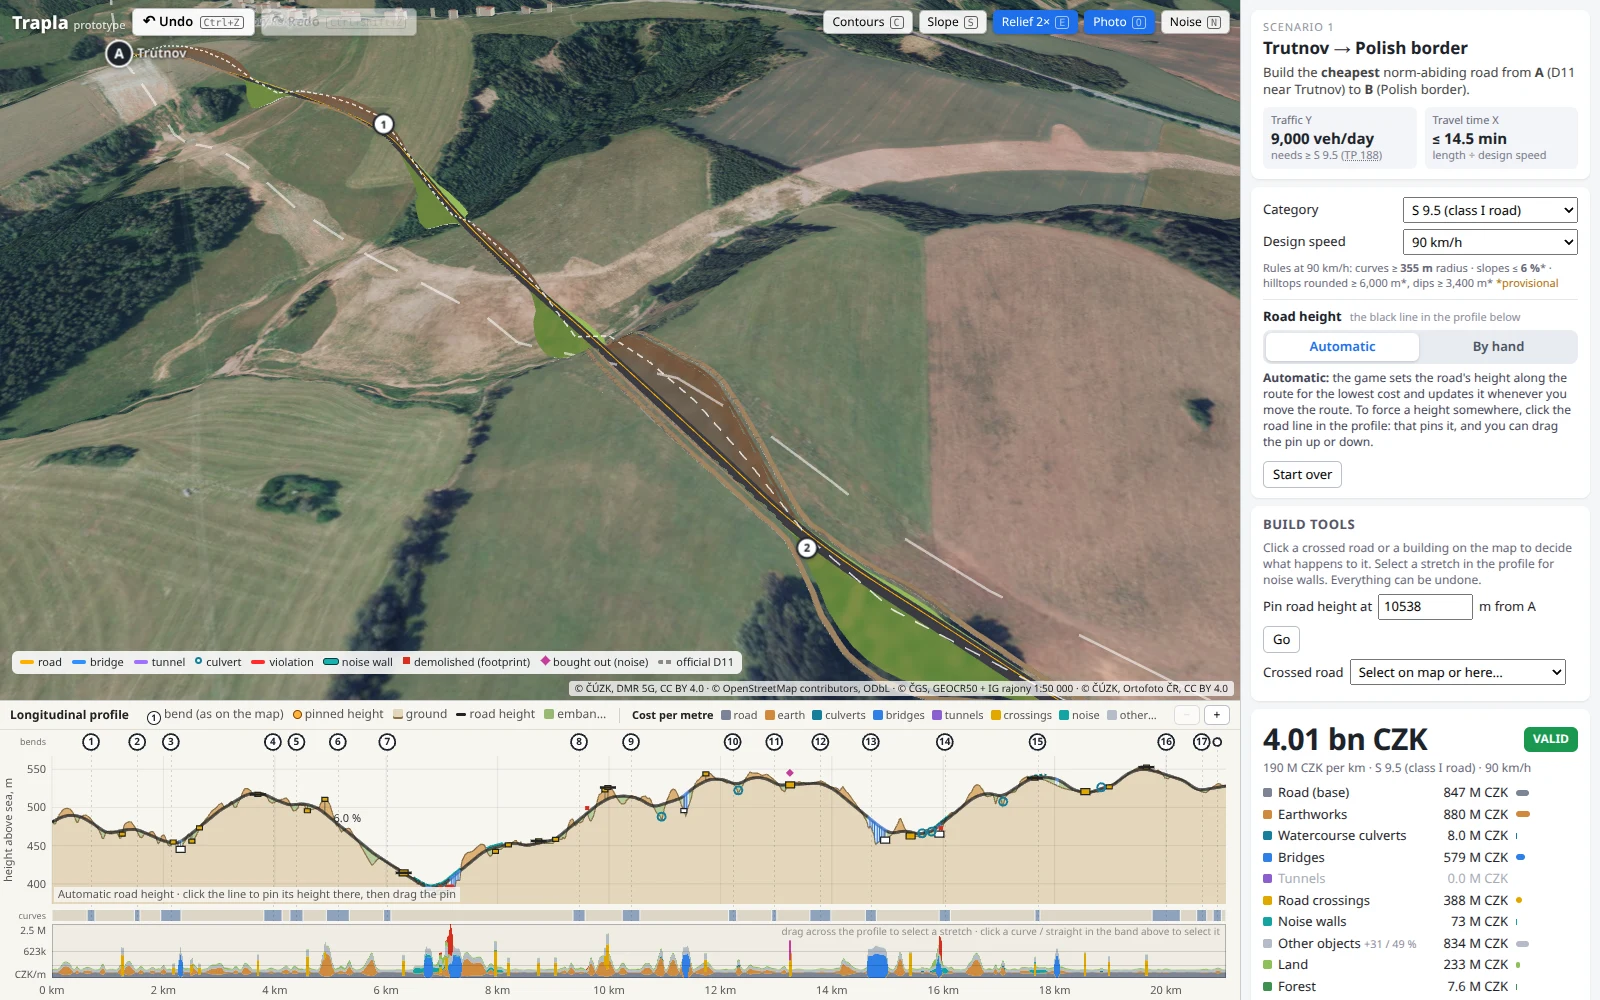 Trapla prototype
Undo Ctrl+Z
Redo
Contours C
Slope S
Relief 2× E
Photo O
Noise N
A Trutnov
1
2
road bridge tunnel culvert violation noise wall demolished (footprint) bought out (noise) official D11
© ČÚZK, DMR 5G, CC BY 4.0 · © OpenStreetMap contributors, ODbL · © ČGS, GEOCR50 + IG rajony 1:50 000 · © ČÚZK, Ortofoto ČR, CC BY 4.0
Longitudinal profile 1 bend (as on the map) pinned height ground road height emban... Cost per metre road earth culverts bridges tunnels crossings noise other... - +
bends 1 2 3 4 5 6 7 8 9 10 11 12 13 14 15 16 17
height above sea, m
550
500
450
400
6.0 %
Automatic road height · click the line to pin its height there, then drag the pin
curves
2.5 M
623k
CZK/m
drag across the profile to select a stretch · click a curve / straight in the band above to select it
0 km 2 km 4 km 6 km 8 km 10 km 12 km 14 km 16 km 18 km 20 km
SCENARIO 1
Trutnov → Polish border
Build the cheapest norm-abiding road from A (D11
near Trutnov) to B (Polish border).
Traffic Y
9,000 veh/day
needs ≥ S 9.5 (TP 188)
Travel time X
≤ 14.5 min
length ÷ design speed
Category S 9.5 (class I road)
Design speed 90 km/h
Rules at 90 km/h: curves ≥ 355 m radius · slopes ≤ 6 %* ·
hilltops rounded ≥ 6,000 m*, dips ≥ 3,400 m* *provisional
Road height the black line in the profile below
Automatic By hand
Automatic: the game sets the road's height along the
route for the lowest cost and updates it whenever you
move the route. To force a height somewhere, click the
road line in the profile: that pins it, and you can drag
the pin up or down.
Start over
BUILD TOOLS
Click a crossed road or a building on the map to decide
what happens to it. Select a stretch in the profile for
noise walls. Everything can be undone.
Pin road height at 10538 m from A
Go
Crossed road Select on map or here...
4.01 bn CZK VALID
190 M CZK per km · S 9.5 (class I road) · 90 km/h
Road (base) 847 M CZK
Earthworks 880 M CZK
Watercourse culverts 8.0 M CZK
Bridges 579 M CZK
Tunnels 0.0 M CZK
Road crossings 388 M CZK
Noise walls 73 M CZK
Other objects +31 / 49 % 834 M CZK
Land 233 M CZK
Forest 7.6 M CZK